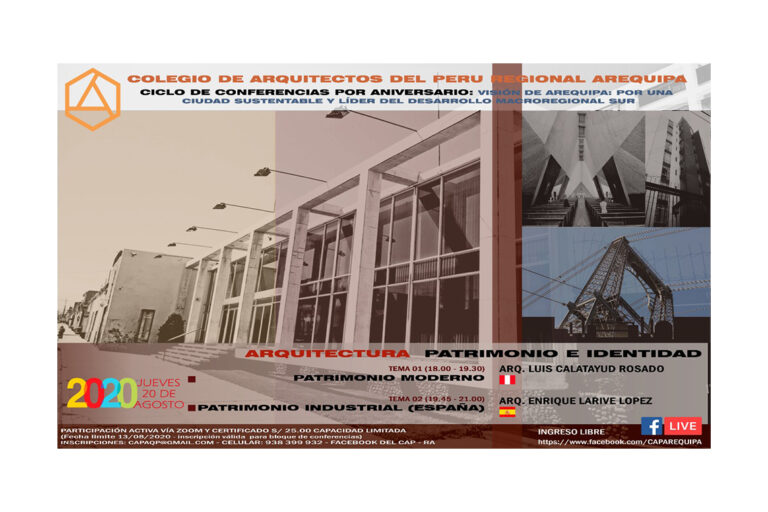 COLEGIO DE ARQUITECTOS DEL PERU REGIONAL AREQUIPA
CICLO DE CONFERENCIAS POR ANIVERSARIO: VISIÓN DE AREQUIPA: POR UNA
CIUDAD SUSTENTABLE Y LÍDER DEL DESARROLLO MACROREGIONAL SUR
ARQUITECTURA PATRIMONIO E IDENTIDAD
2020
JUEVES
20 DE
AGOSTO
TEMA 01 (18.00 - 19.30)
PATRIMONIO MODERNO
ARQ. LUIS CALATAYUD ROSADO
TEMA 02 (19.45 - 21.00)
PATRIMONIO INDUSTRIAL (ESPAÑA)
ARQ. ENRIQUE LARIVE LOPEZ
PARTICIPACIÓN ACTIVA VÍA ZOOM Y CERTIFICADO S/ 25.00 CAPACIDAD LIMITADA
(Fecha límite 13/08/2020 - inscripción válida para bloque de conferencias)
INSCRIPCIONES: CAPAQP@GMAIL.COM - CELULAR: 938 399 932 - FACEBOOK DEL CAP - RA
INGRESO LIBRE
f LIVE
https://www.facebook.com/CAPAREQUIPA